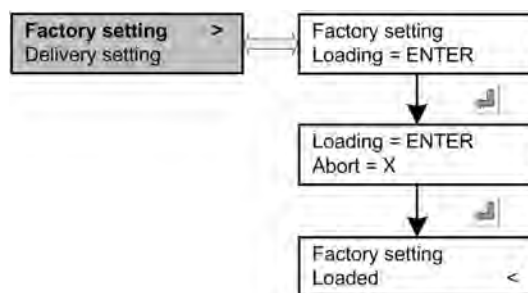 Factory setting >
Delivery setting
Factory setting
Loading = ENTER
Loading = ENTER
Abort = X
Factory setting
Loaded <